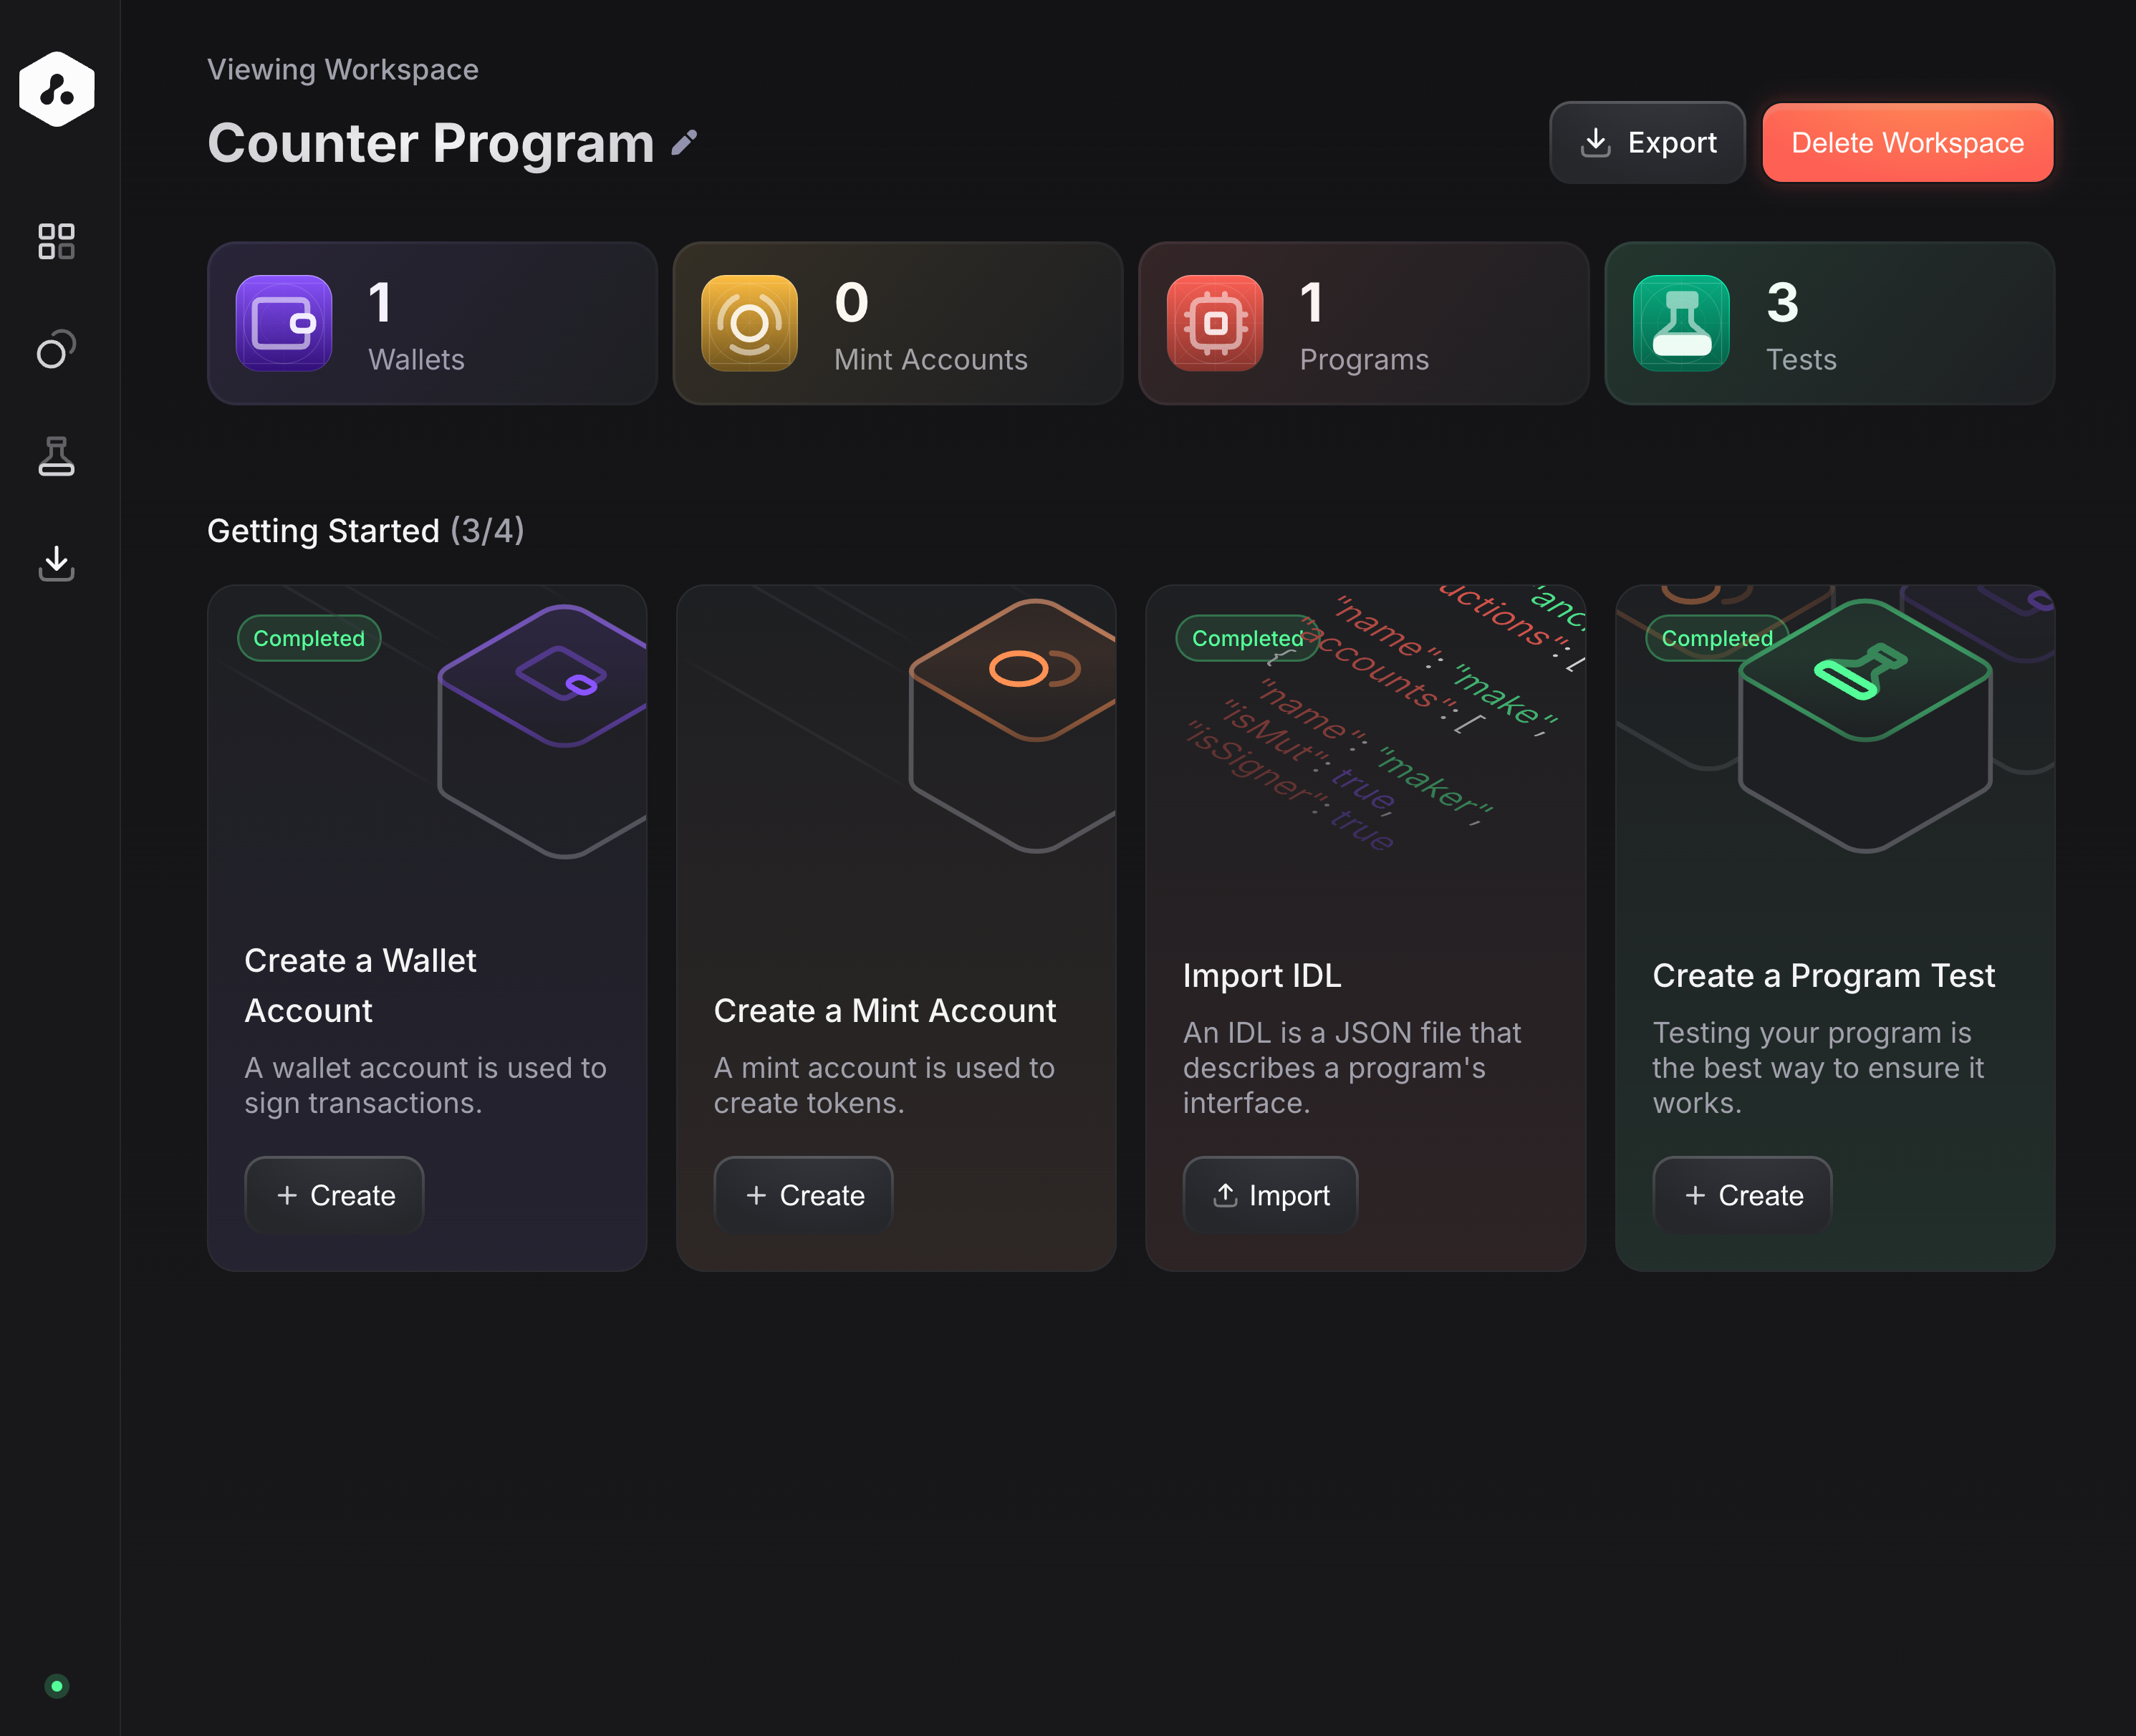 Viewing Workspace
Counter Program
Export
Delete Workspace
1
Wallets
0
Mint Accounts
1
Programs
3
Tests
Getting Started (3/4)
Completed
Create a Wallet
Account
A wallet account is used to
sign transactions.
+ Create
Create a Mint Account
A mint account is used to
create tokens.
+ Create
Completed
uctions": [
"name": "make",
"accounts": [
{
"name": "maker",
"isMut": true,
"isSigner": true
Import IDL
An IDL is a JSON file that
describes a program's
interface.
Import
Completed
Create a Program Test
Testing your program is
the best way to ensure it
works.
+ Create